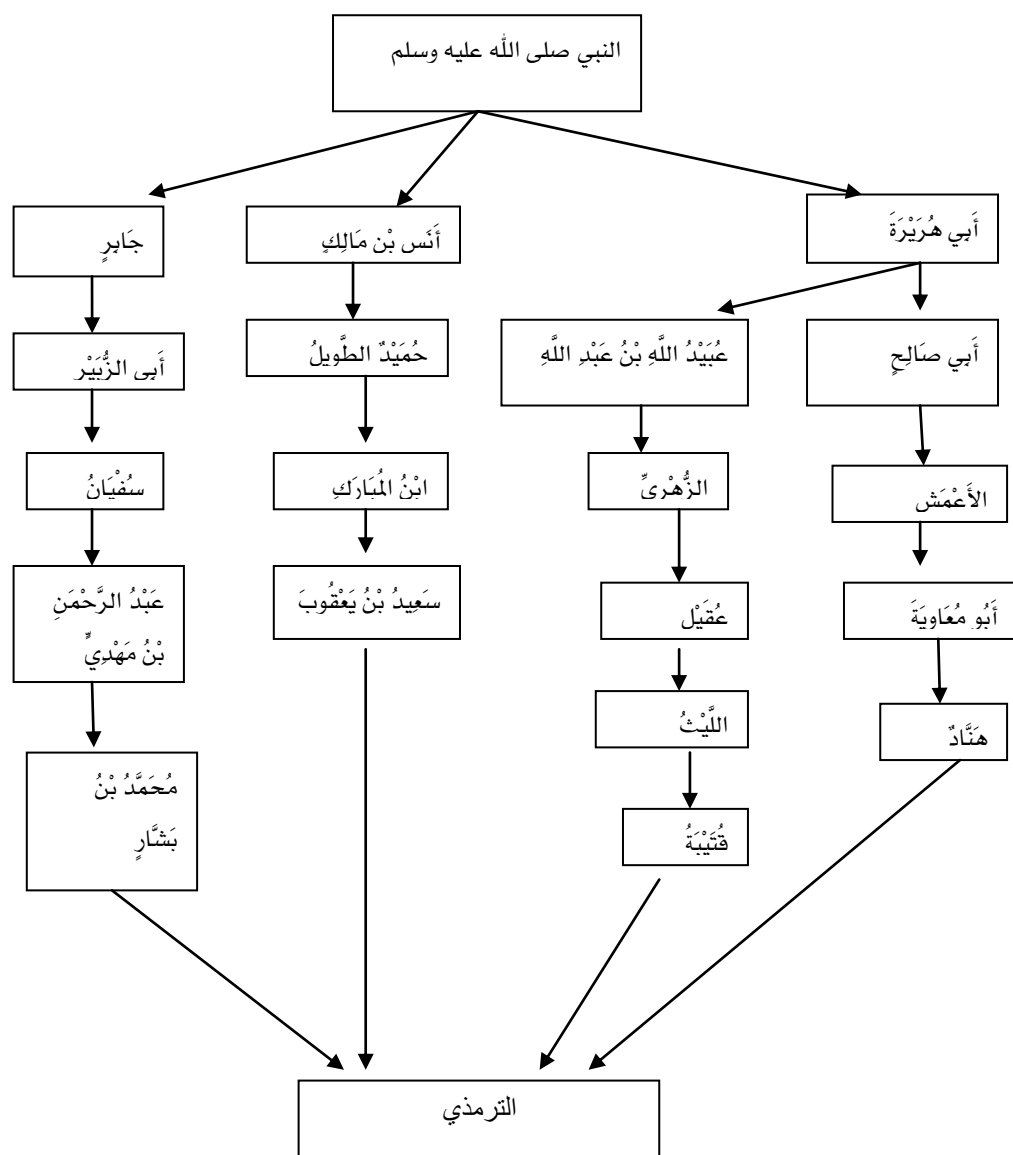 النبي صلى الله عليه وسلم
أَبِي هُرَيْرَةَ
أَنَس بْن مَالِكٍ
جَابِرٍ
أَبِي صَالِحٍ
عُبَيْدُ اللَّهِ بْنُ عَبْدِ اللَّهِ
حُمَيْدٌ الطَّوِيلُ
أَبِي الزُّبَيْرِ
الأَعْمَش
الزُّهْرِيِّ
ابْنُ الْمُبَارَكِ
سُفْيَانُ
أَبُو مُعَاوِيَةَ
عُقَيْل
سَعِيدُ بْنُ يَعْقُوبَ
عَبْدُ الرَّحْمَنِ
بْنُ مَهْدِيٍّ
هَنَّادٌ
اللَّيْثُ
مُحَمَّدُ بْنُ
بَشَّارٍ
قُتَيْبَةُ
الترمذي